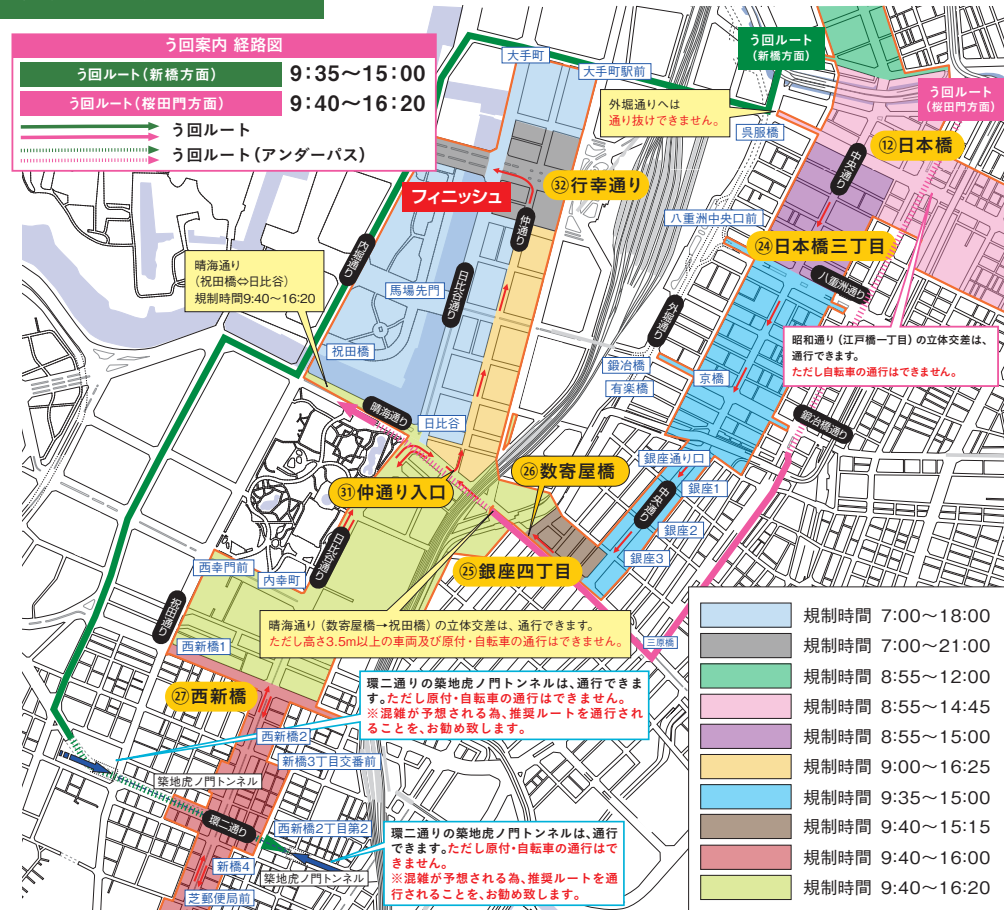 う回案内 経路図
う回ルート(新橋方面) 9:35～15:00
う回ルート(桜田門方面) 9:40～16:20
う回ルート
う回ルート(アンダーパス)
大手町
大手町駅前
う回ルート
(新橋方面)
う回ルート
(桜田門方面)
外堀通りへは
通り抜けできません。
呉服橋
⑫日本橋
中央通り
フィニッシュ
㉜行幸通り
仲通り
八重洲中央口前
㉔日本橋三丁目
八重洲通り
内堀通り
晴海通り
(祝田橋⇔日比谷)
規制時間9:40～16:20
馬場先門
日比谷通り
外堀通り
祝田橋
昭和通り(江戸橋一丁目)の立体交差は、
通行できます。
ただし自転車の通行はできません。
鍛冶橋
有楽橋
京橋
晴海通り
日比谷
鍛冶橋通り
銀座通り口
㉖数寄屋橋
㉛仲通り入口
銀座1
中央通り
銀座2
銀座3
日比谷通り
㉕銀座四丁目
西幸門前
内幸町
祝田通り
晴海通り(数寄屋橋→祝田橋)の立体交差は、通行できます。
ただし高さ3.5m以上の車両及び原付・自転車の通行はできません。
三原橋
西新橋1
㉗西新橋
環二通りの築地虎ノ門トンネルは、通行できま
す。ただし原付・自転車の通行はできません。
※混雑が予想される為、推奨ルートを通行され
ることを、お勧め致します。
西新橋2
新橋3丁目交番前
築地虎ノ門トンネル
環二通り
西新橋2丁目第2
環二通りの築地虎ノ門トンネルは、通行
できます。ただし原付・自転車の通行はで
きません。
※混雑が予想される為、推奨ルートを通
行されることを、お勧め致します。
新橋4
築地虎ノ門トンネル
芝郵便局前
規制時間 7:00～18:00
規制時間 7:00～21:00
規制時間 8:55～12:00
規制時間 8:55～14:45
規制時間 8:55～15:00
規制時間 9:00～16:25
規制時間 9:35～15:00
規制時間 9:40～15:15
規制時間 9:40～16:00
規制時間 9:40～16:20